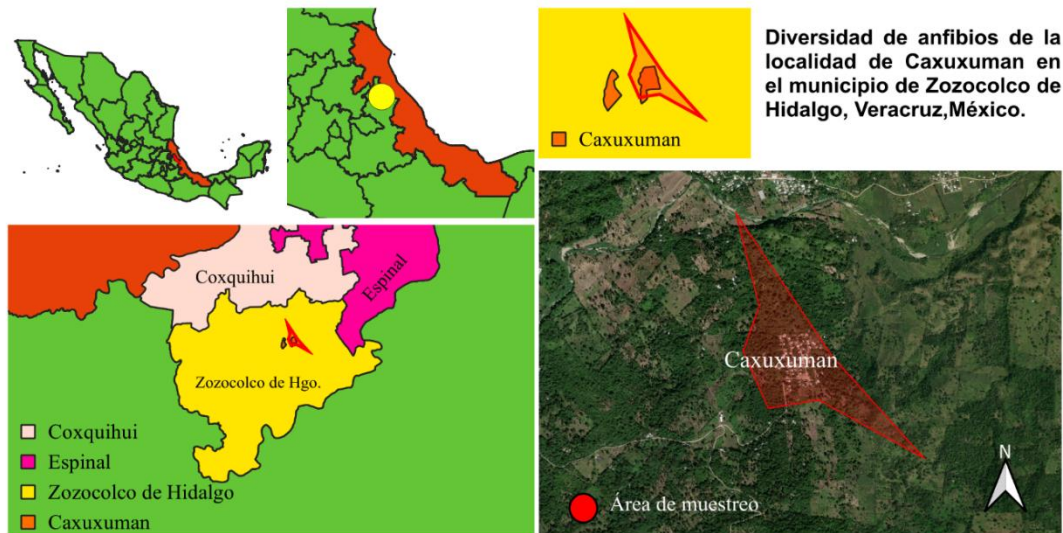 Diversidad de anfibios de la
localidad de Caxuxuman en
el municipio de Zozocolco de
Hidalgo, Veracruz,México.
Caxuxuman
Coxquihui
Espinal
Zozocolco de Hgo.
Coxquihui
Espinal
Zozocolco de Hidalgo
Caxuxuman
Caxuxuman
Área de muestreo
N